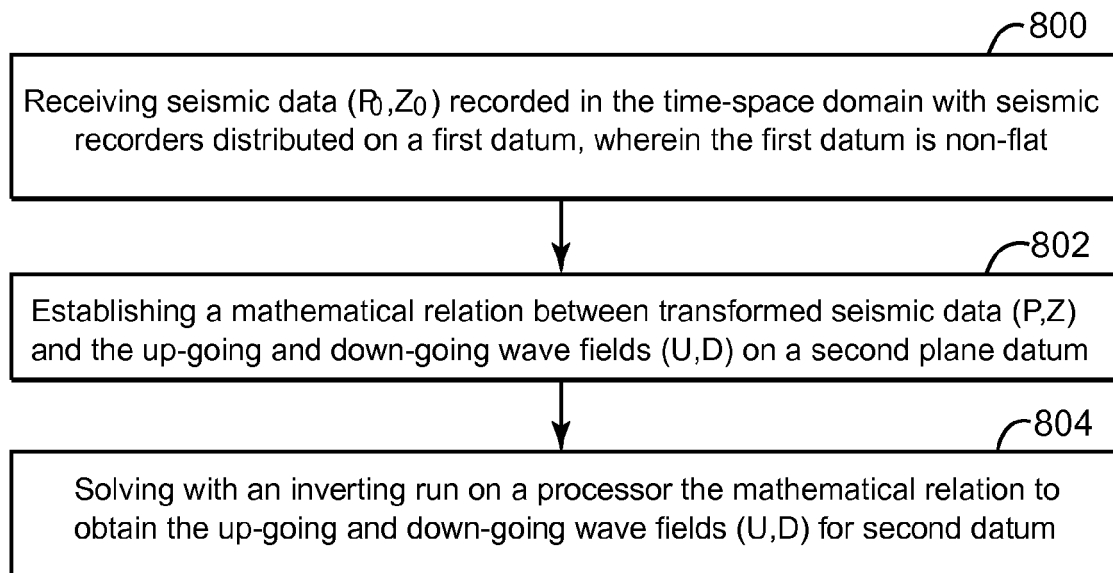 800
Receiving seismic data (P0,Z0) recorded in the time-space domain with seismic
recorders distributed on a first datum, wherein the first datum is non-flat
802
Establishing a mathematical relation between transformed seismic data (P,Z)
and the up-going and down-going wave fields (U,D) on a second plane datum
804
Solving with an inverting run on a processor the mathematical relation to
obtain the up-going and down-going wave fields (U,D) for second datum